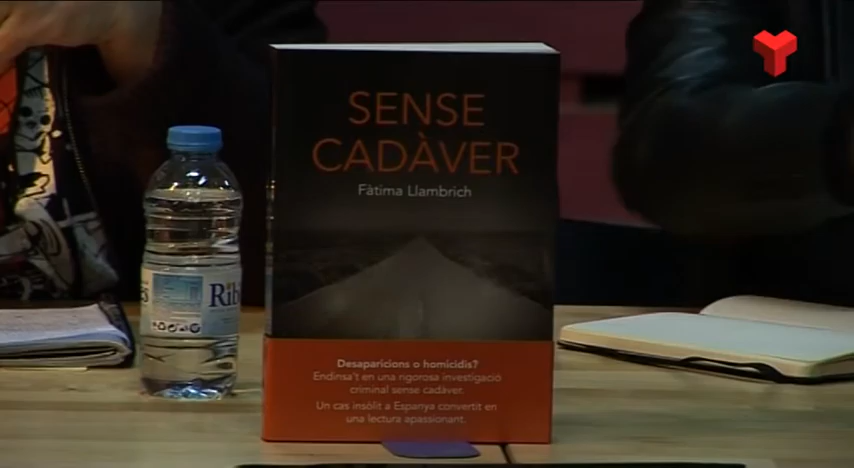 SENSE
CADÀVER
Fàtima Llambrich
Desaparicions o homicidis?
Endinsa't en una rigorosa investigació
criminal sense cadàver.
Un cas insòlit a Espanya convertit en
una lectura apassionant.
Rib